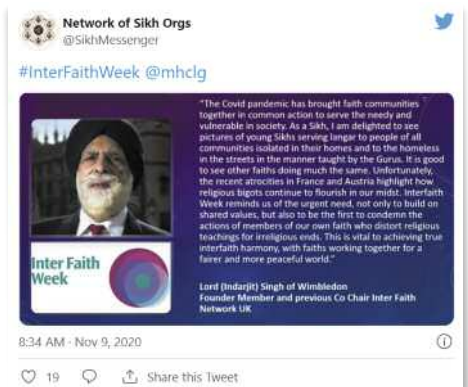 Network of Sikh Orgs
@SikhMessenger
#InterFaithWeek @mhclg
"The Covid pandemic has brought faith communities
together in common action to serve the needy and
vulnerable in society. As a Sikh, I am delighted to see
pictures of young Sikhs serving langar to people of all
communities isolated in their homes and to the homeless
in the streets in the manner taught by the Gurus. It is good
to see other faiths doing much the same. Unfortunately,
the recent atrocities in France and Austria highlight how
religious bigots continue to flourish in our midst. Interfaith
Week reminds us of the urgent need, not only to build on
shared values, but also to be the first to condemn the
actions of members of our own faith who distort religious
teachings for irreligious ends. This is vital to achieving true
interfaith harmony, with faiths working together for a
fairer and more peaceful world."
Inter Faith
Week
Lord (Indarjit) Singh of Wimbledon
Founder Member and previous Co Chair Inter Faith
Network UK
8:34 AM · Nov 9, 2020
19
Share this Tweet